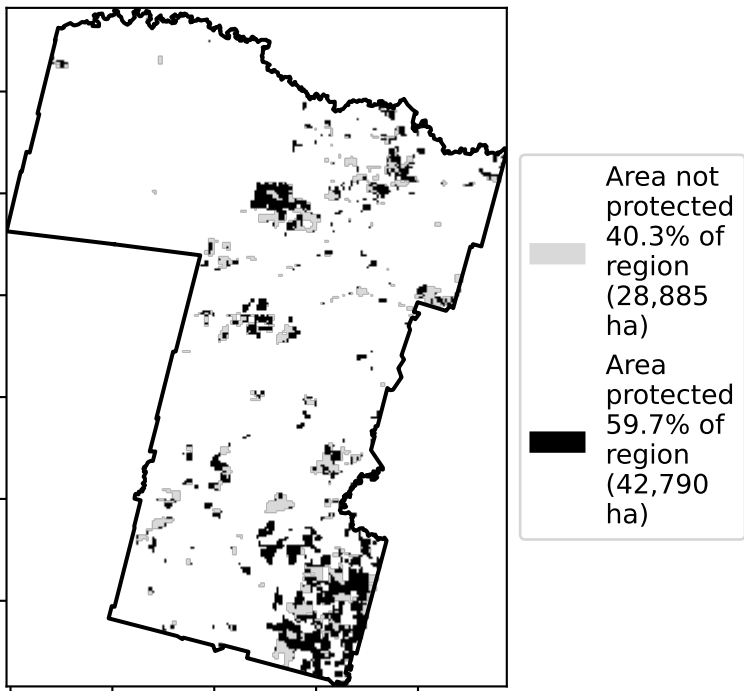 Area not
protected
40.3% of
region
(28,885
ha)
Area
protected
59.7% of
region
(42,790
ha)